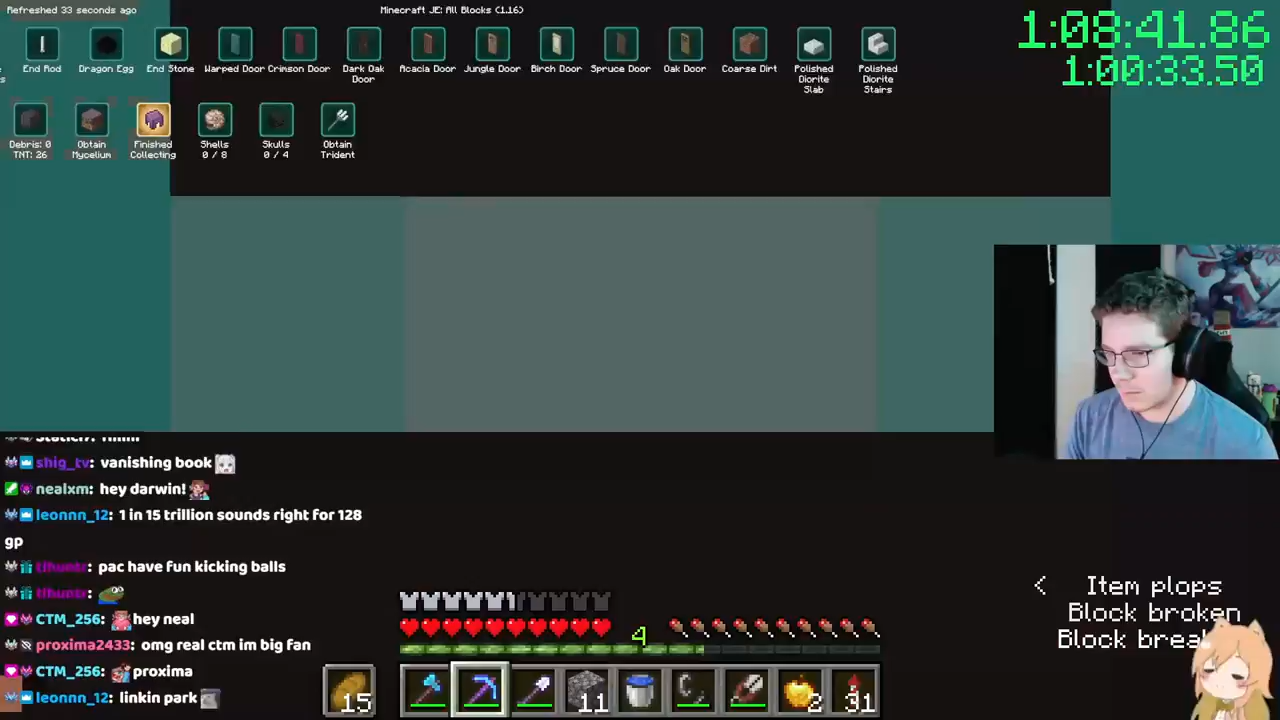 Refreshed 33 seconds ago
Minecraft JE: All Blocks (1.16)
1:08:41.86
1:00:33.50
End Rod
Dragon Egg
End Stone
Warped Door
Crimson Door
Dark Oak
Door
Acacia Door
Jungle Door
Birch Door
Spruce Door
Oak Door
Coarse Dirt
Polished
Diorite
Slab
Polished
Diorite
Stairs
Debris: 0
TNT: 26
Obtain
Mycelium
Finished
Collecting
Shells
0 / 8
Skulls
0 / 4
Obtain
Trident
shig_tv: vanishing book
nealxm: hey darwin!
leonnn_12: 1 in 15 trillion sounds right for 128
gp
pac have fun kicking balls
CTM_256: hey neal
proxima2433: omg real ctm im big fan
CTM_256: proxima
leonnn_12: linkin park
< Item plops
Block broken
Block
4
15
11
2
31